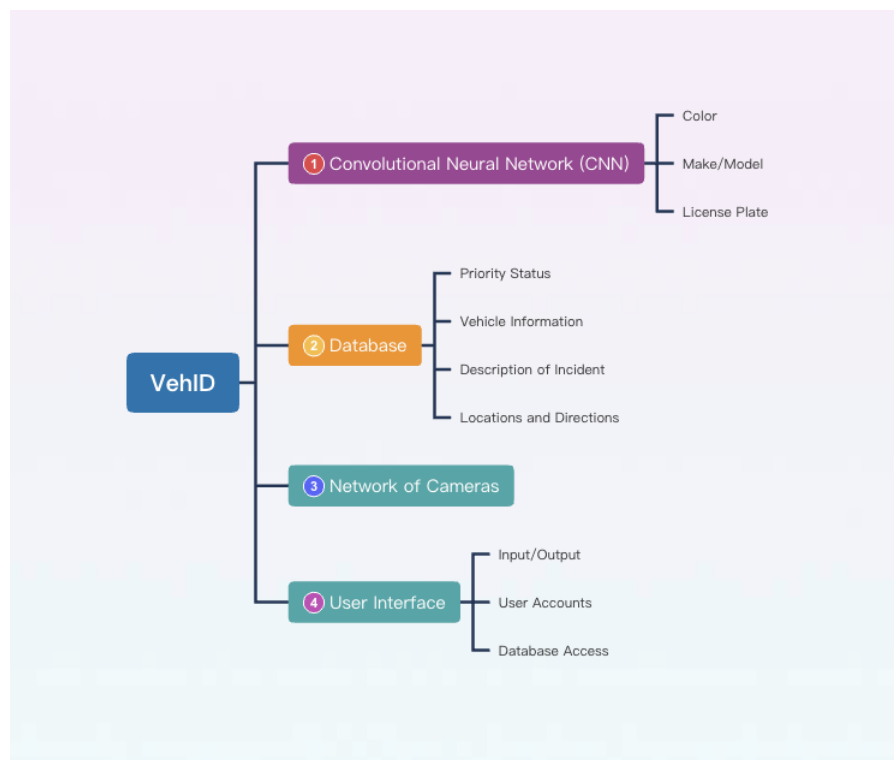 VehID
1 Convolutional Neural Network (CNN)
Color
Make/Model
License Plate
2 Database
Priority Status
Vehicle Information
Description of Incident
Locations and Directions
3 Network of Cameras
4 User Interface
Input/Output
User Accounts
Database Access